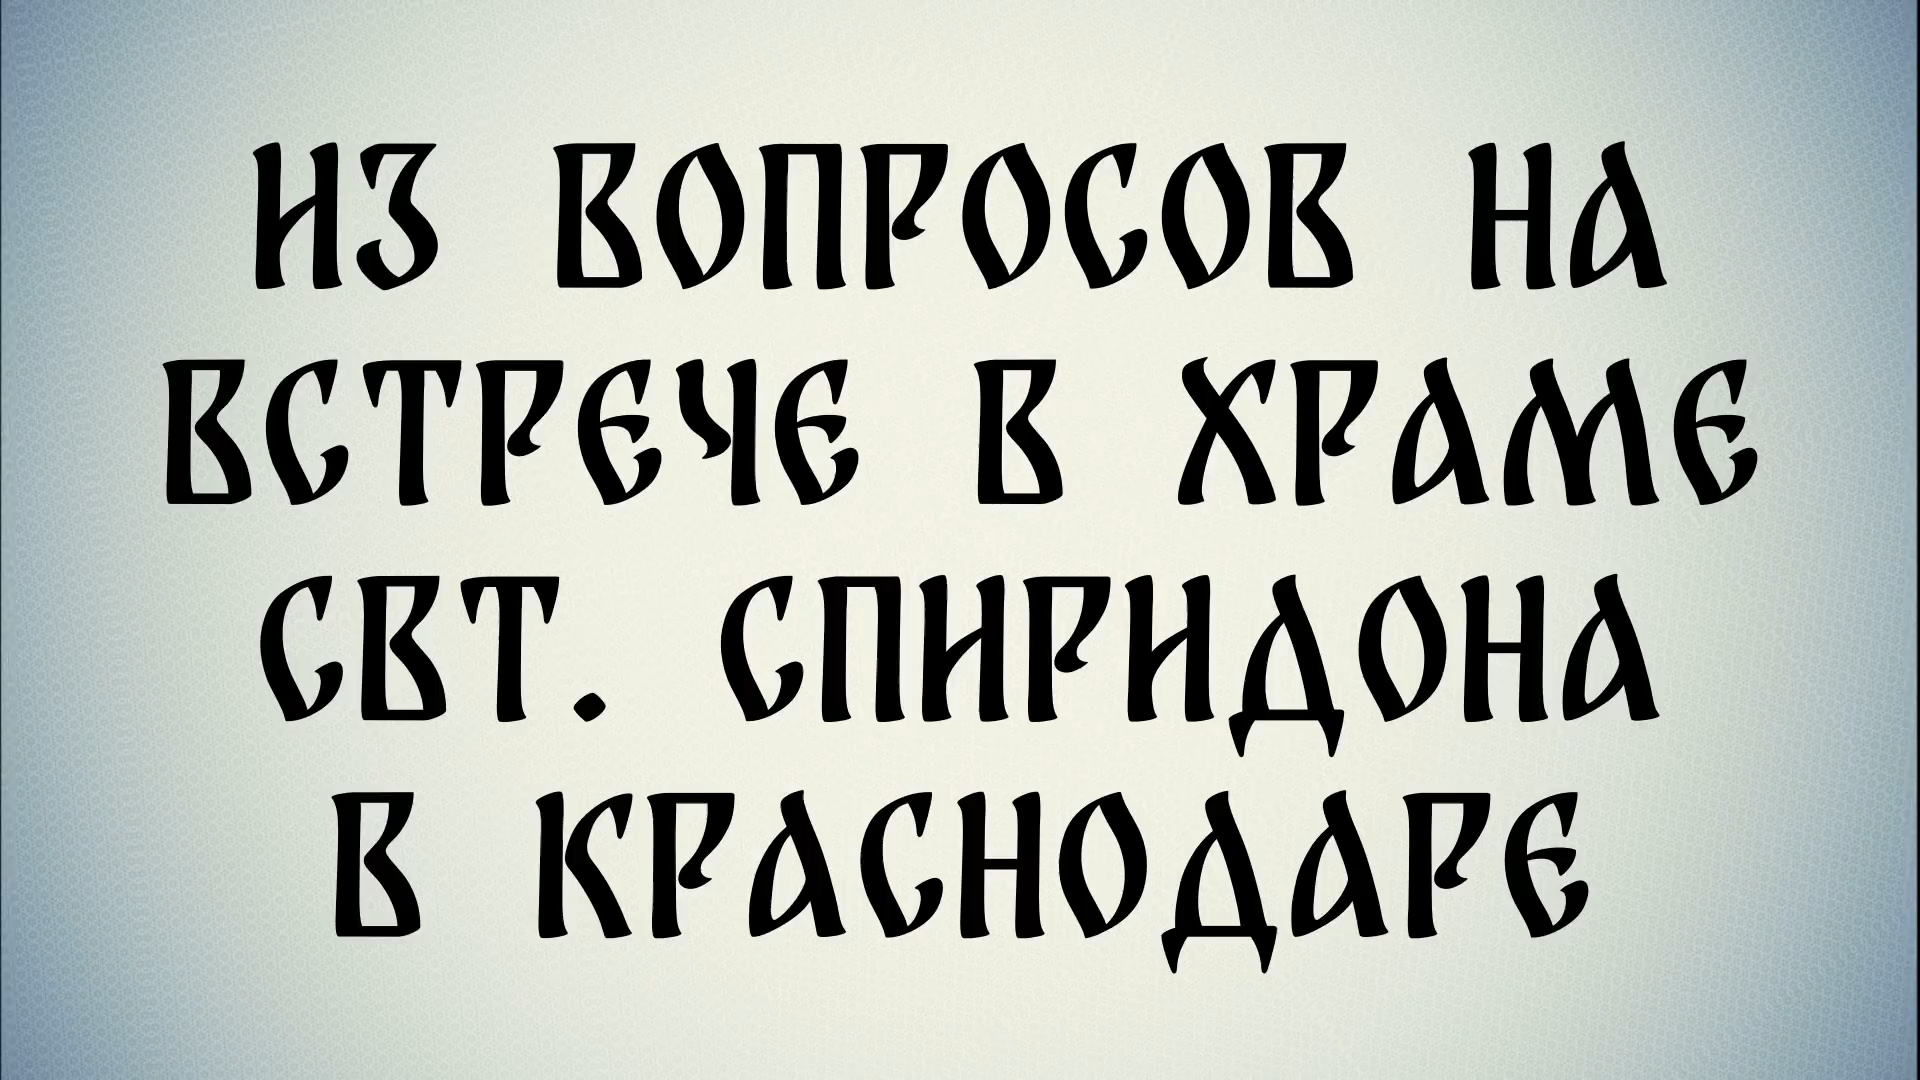 ИЗ ВОПРОСОВ НА
ВСТРЕЧЕ В ХРАМЕ
СВТ. СПИРИДОНА
В КРАСНОДАРЕ